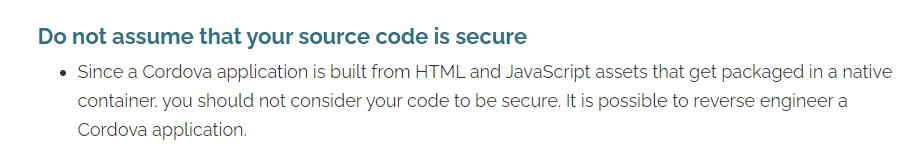 Do not assume that your source code is secure
• Since a Cordova application is built from HTML and JavaScript assets that get packaged in a native
container, you should not consider your code to be secure. It is possible to reverse engineer a
Cordova application.